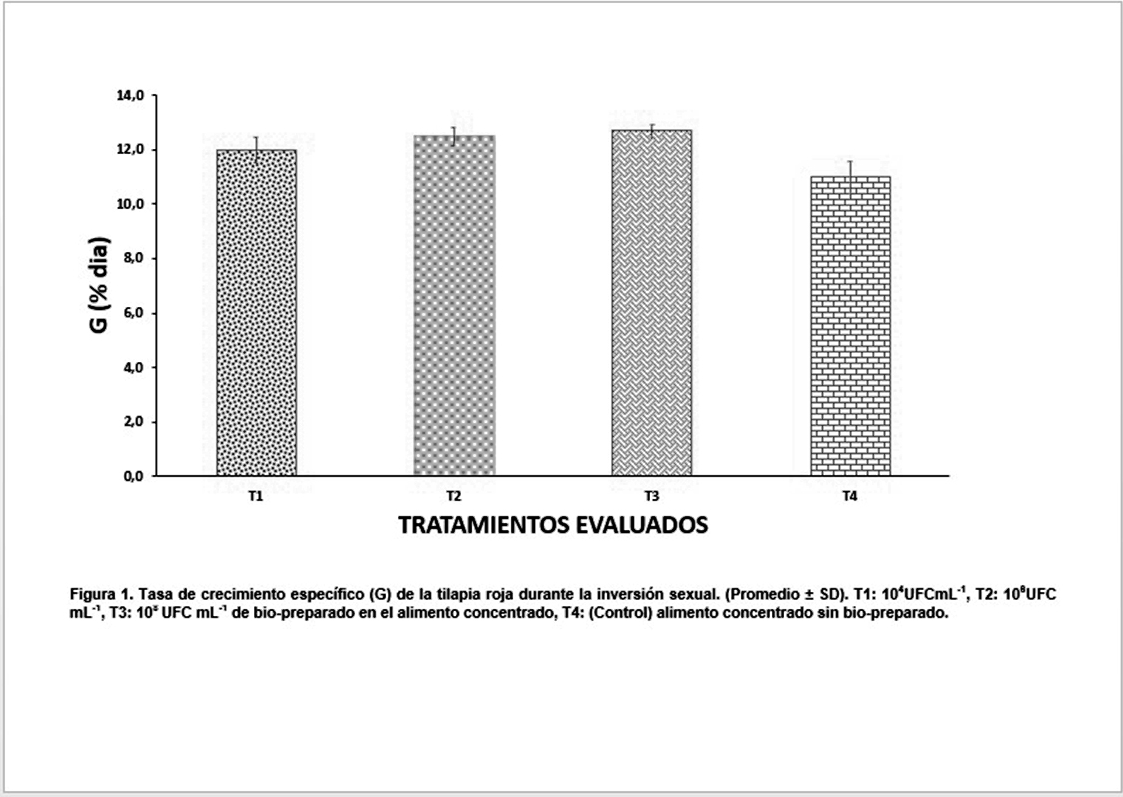 14,0
12,0
10,0
8,0
6,0
4,0
2,0
0,0
G (% dia)
T1 T2 T3 T4
TRATAMIENTOS EVALUADOS
Figura 1. Tasa de crecimiento específico (G) de la tilapia roja durante la inversión sexual. (Promedio ± SD). T1: 10⁴UFCmL⁻¹, T2: UFC
mL⁻¹, T3: UFC mL⁻¹ de bio-preparado en el alimento concentrado, T4: (Control) alimento concentrado sin bio-preparado.